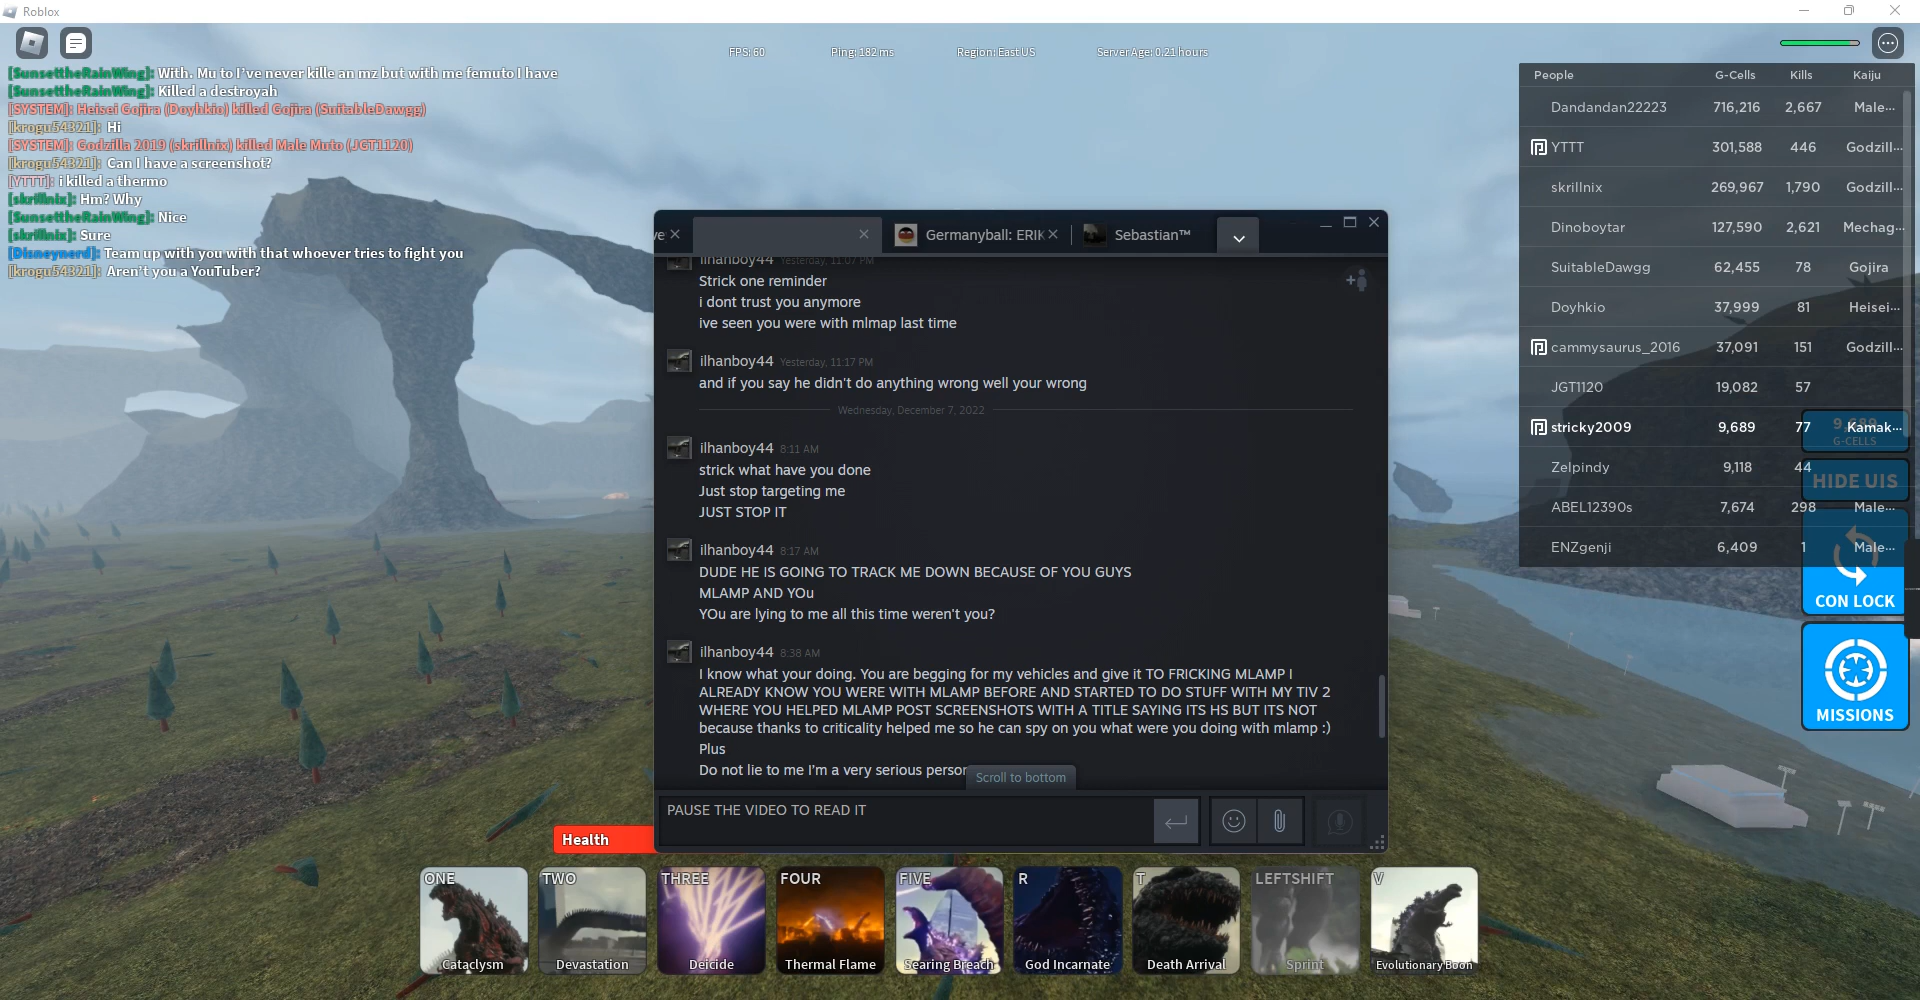 Roblox
FPS: 60
Ping: 182 ms
Region: East US
Server Age: 0.21 hours
[SunsettheRainWing]: With. Mu to I've never kille an mz but with me femuto I have
[SunsettheRainWing]: Killed a destroyah
[SYSTEM]: Heisei Gojira (Doyhkio) killed Gojira (SuitableDawgg)
[krogu54321]: Hi
[SYSTEM]: Godzilla 2019 (skrillnix) killed Male Muto (JGT1120)
[krogu54321]: Can I have a screenshot?
[YTTT]: i killed a thermo
[skrillnix]: Hm? Why
[SunsettheRainWing]: Nice
[skrillnix]: Sure
[Disneynerd]: Team up with you with that whoever tries to fight you
[krogu54321]: Aren't you a YouTuber?
People G-Cells Kills Kaiju
Dandandan22223 716,216 2,667 Male...
YTTT 301,588 446 Godzill...
skrillnix 269,967 1,790 Godzill...
Dinoboytar 127,590 2,621 Mechag...
SuitableDawgg 62,455 78 Gojira
Doyhkio 37,999 81 Heisei...
cammysaurus_2016 37,091 151 Godzill...
JGT1120 19,082 57
stricky2009 9,689 77 Kamak...
Zelpindy 9,118 44
ABEL12390s 7,674 298 Male...
ENZgenji 6,409 1 Male...
9,689
G-CELLS
HIDE UIS
CON LOCK
MISSIONS
ve
Germanyball: ERIK
Sebastian™
ilhanboy44 Yesterday, 11:07 PM
Strick one reminder
i dont trust you anymore
ive seen you were with mlmap last time
ilhanboy44 Yesterday, 11:17 PM
and if you say he didn't do anything wrong well your wrong
Wednesday, December 7, 2022
ilhanboy44 8:11 AM
strick what have you done
Just stop targeting me
JUST STOP IT
ilhanboy44 8:17 AM
DUDE HE IS GOING TO TRACK ME DOWN BECAUSE OF YOU GUYS
MLAMP AND YOu
YOu are lying to me all this time weren't you?
ilhanboy44 8:38 AM
I know what your doing. You are begging for my vehicles and give it TO FRICKING MLAMP I
ALREADY KNOW YOU WERE WITH MLAMP BEFORE AND STARTED TO DO STUFF WITH MY TIV 2
WHERE YOU HELPED MLAMP POST SCREENSHOTS WITH A TITLE SAYING ITS HS BUT ITS NOT
because thanks to criticality helped me so he can spy on you what were you doing with mlamp :)
Plus
Do not lie to me I'm a very serious person
Scroll to bottom
PAUSE THE VIDEO TO READ IT
Health
ONE
Cataclysm
TWO
Devastation
THREE
Deicide
FOUR
Thermal Flame
FIVE
Searing Breach
R
God Incarnate
T
Death Arrival
LEFTSHIFT
Sprint
V
Evolutionary Boon